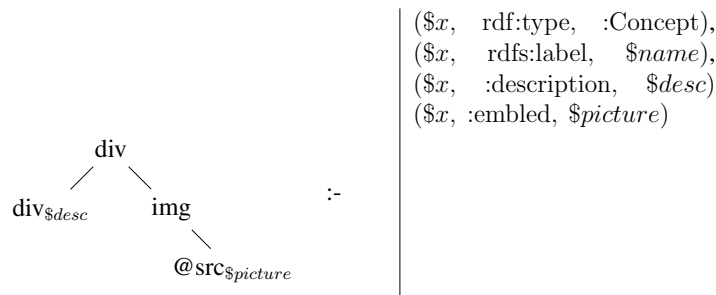 ($x, rdf:type, :Concept),
($x, rdfs:label, $name),
($x, :description, $desc)
($x, :embled, $picture)
div
div$desc
img
:-
@src$picture